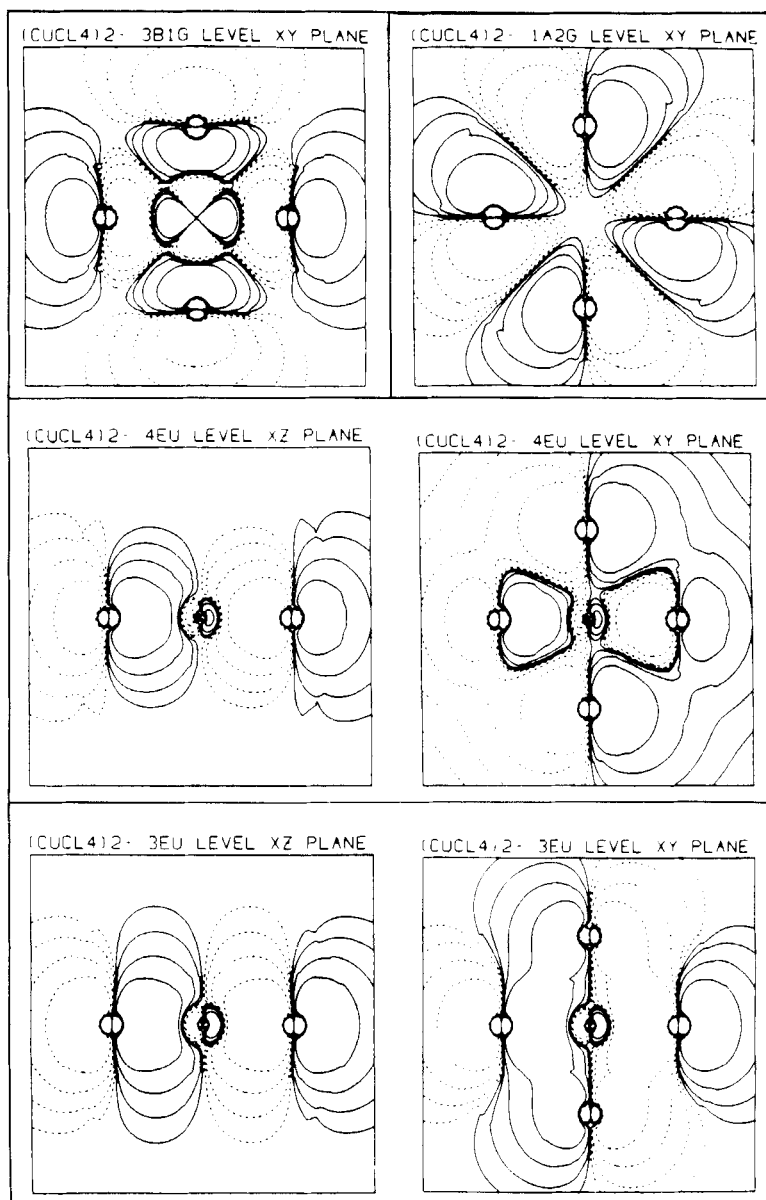 (CUCL4)2- 3B1G LEVEL XY PLANE
(CUCL4)2- 1A2G LEVEL XY PLANE
(CUCL4)2- 4EU LEVEL XZ PLANE
(CUCL4)2- 4EU LEVEL XY PLANE
(CUCL4)2- 3EU LEVEL XZ PLANE
(CUCL4)2- 3EU LEVEL XY PLANE